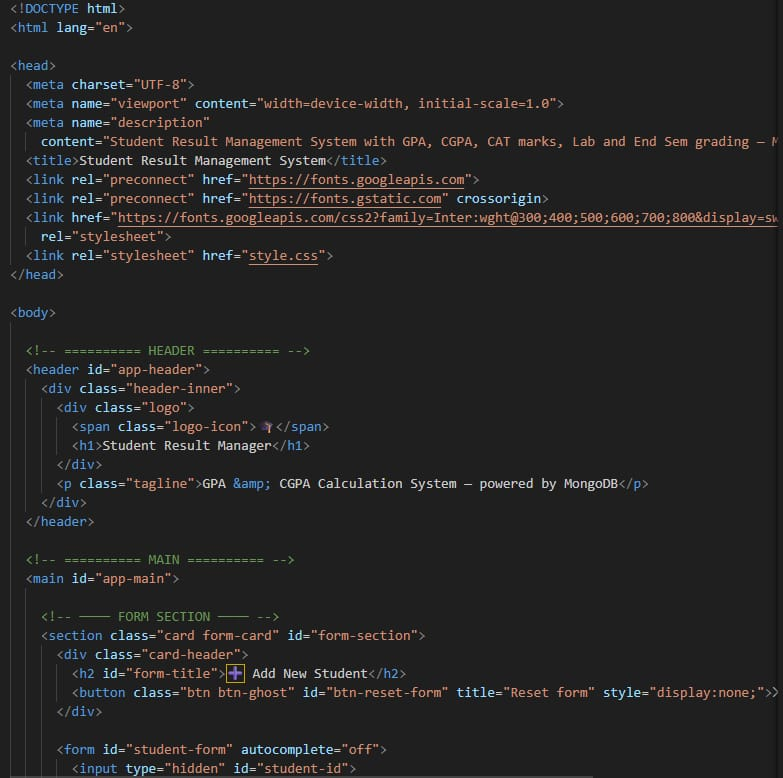 <!DOCTYPE html>
<html lang="en">
<head>
<meta charset="UTF-8">
<meta name="viewport" content="width=device-width, initial-scale=1.0">
<meta name="description"
content="Student Result Management System with GPA, CGPA, CAT marks, Lab and End Sem grading —
<title>Student Result Management System</title>
<link rel="preconnect" href="https://fonts.googleapis.com">
<link rel="preconnect" href="https://fonts.gstatic.com" crossorigin>
<link href="https://fonts.googleapis.com/css2?family=Inter:wght@300;400;500;600;700;800&display=sw
rel="stylesheet">
<link rel="stylesheet" href="style.css">
</head>
<body>
<!-- ========== HEADER ========== -->
<header id="app-header">
<div class="header-inner">
<div class="logo">
<span class="logo-icon">🎓</span>
<h1>Student Result Manager</h1>
</div>
<p class="tagline">GPA &amp; CGPA Calculation System — powered by MongoDB</p>
</div>
</header>
<!-- ========== MAIN ========== -->
<main id="app-main">
<!-- ──── FORM SECTION ──── -->
<section class="card form-card" id="form-section">
<div class="card-header">
<h2 id="form-title">➕ Add New Student</h2>
<button class="btn btn-ghost" id="btn-reset-form" title="Reset form" style="display:none;">
</div>
<form id="student-form" autocomplete="off">
<input type="hidden" id="student-id">